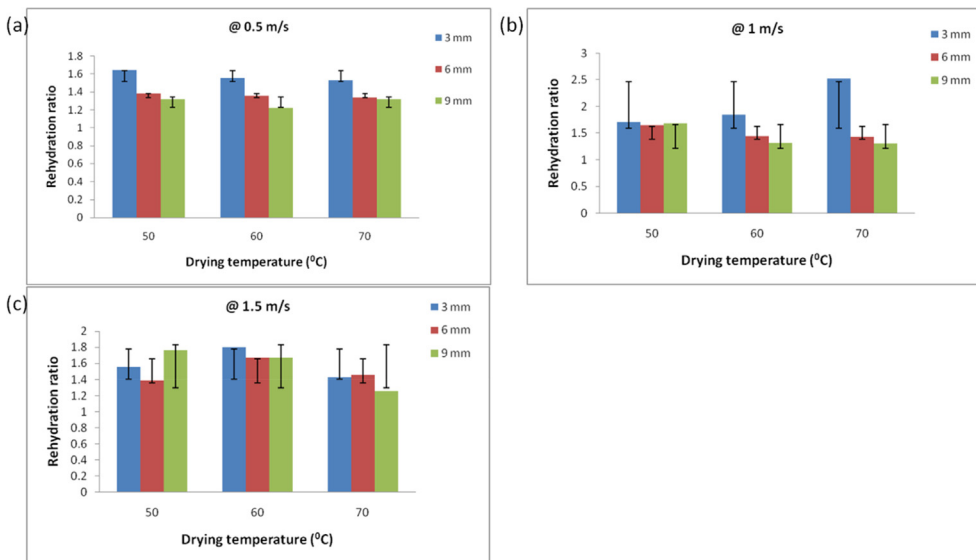 (a)
@ 0.5 m/s
Rehydration ratio
1.8
1.6
1.4
1.2
1
0.8
0.6
0.4
0.2
0
50 60 70
Drying temperature (⁰C)
3 mm
6 mm
9 mm
(b)
@ 1 m/s
Rehydration ratio
3
2.5
2
1.5
1
0.5
0
50 60 70
Drying temperature (⁰C)
3 mm
6 mm
9 mm
(c)
@ 1.5 m/s
Rehydration ratio
2
1.8
1.6
1.4
1.2
1
0.8
0.6
0.4
0.2
0
50 60 70
Drying temperature (⁰C)
3 mm
6 mm
9 mm